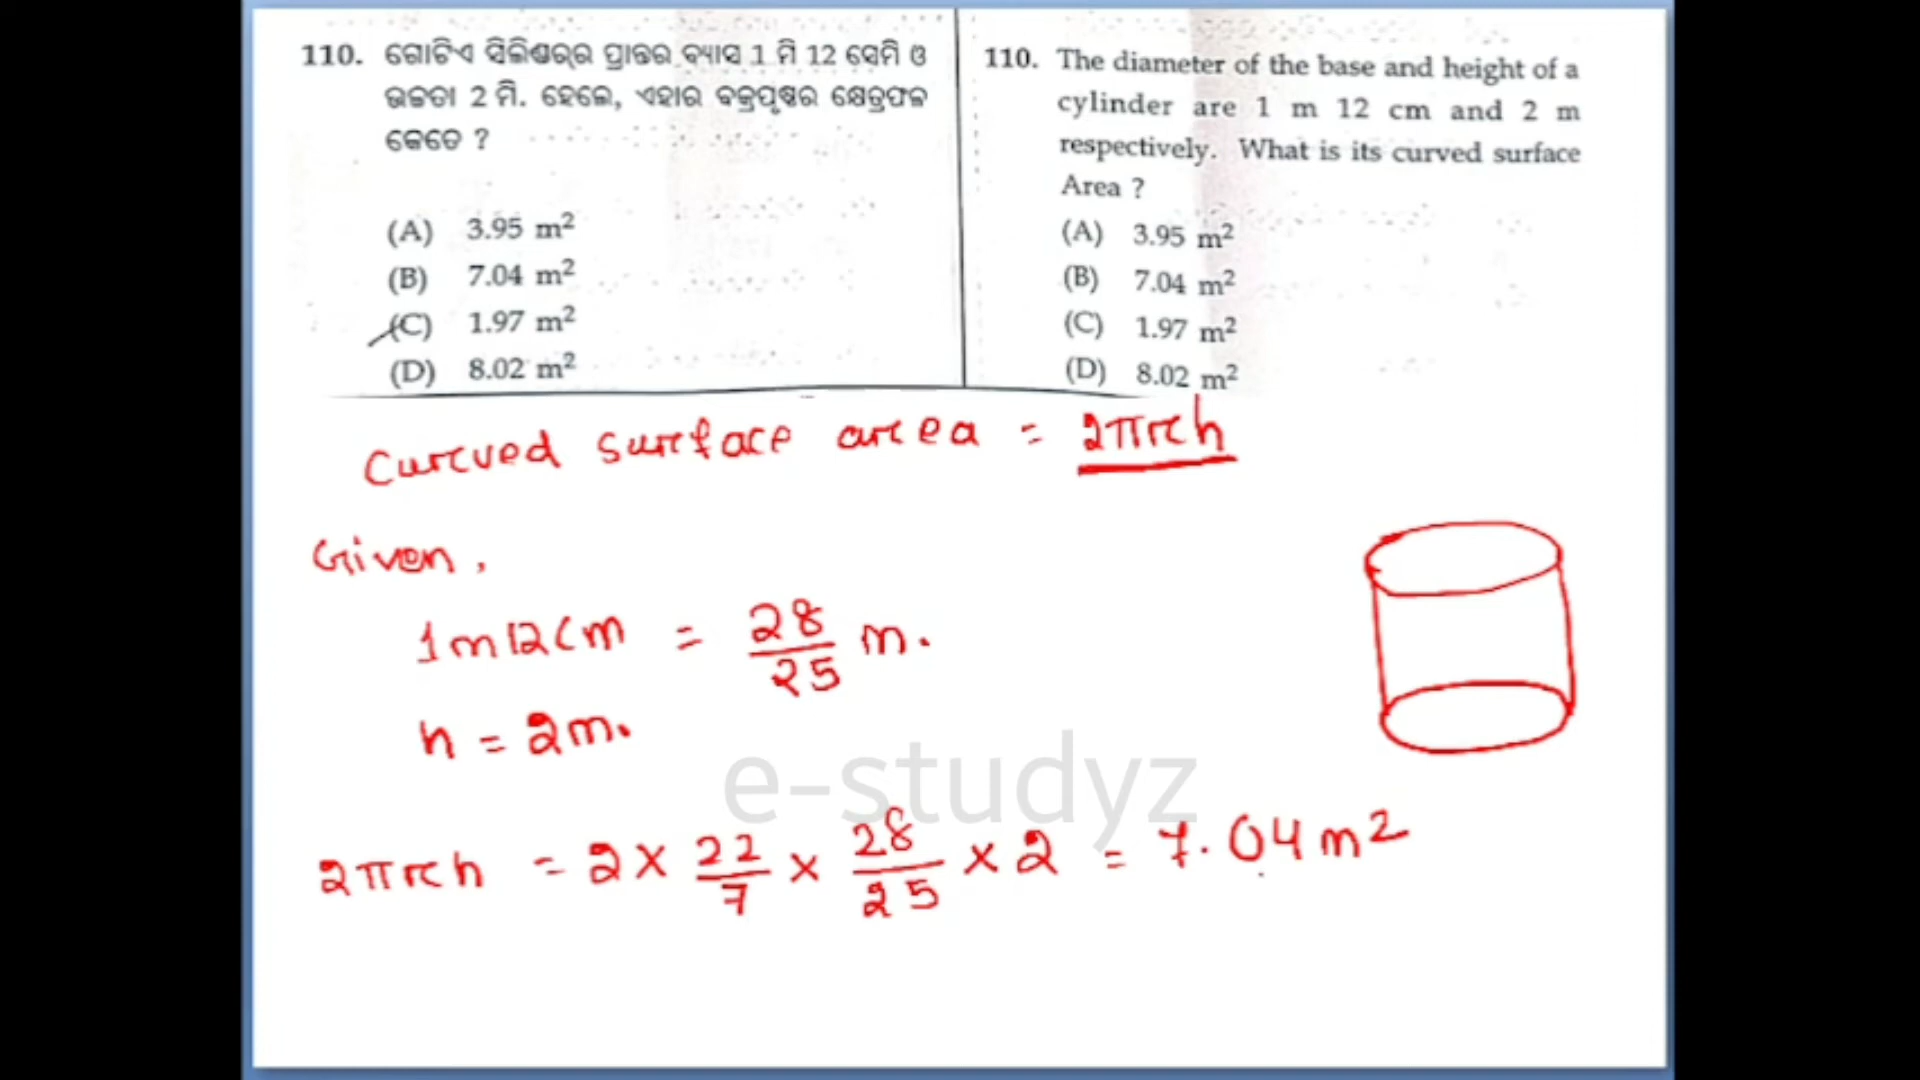 110. ଗୋଟିଏ ସିଲିଣ୍ଡରର ପ୍ରାନ୍ତର ବ୍ୟାସ 1 ମି 12 ସେମି ଓ
ଉଚ୍ଚତା 2 ମି. ହେଲେ, ଏହାର ବକ୍ରପୃଷ୍ଠର କ୍ଷେତ୍ରଫଳ
କେତେ ?
(A) 3.95 m²
(B) 7.04 m²
(C) 1.97 m²
(D) 8.02 m²
110. The diameter of the base and height of a
cylinder are 1 m 12 cm and 2 m
respectively. What is its curved surface
Area ?
(A) 3.95 m²
(B) 7.04 m²
(C) 1.97 m²
(D) 8.02 m²
Curved surface area = 2πrh
Given,
1m12cm = 28/25 m.
h = 2m.
e-studyz
2πrh = 2 × 22/7 × 28/25 × 2 = 7.04 m²